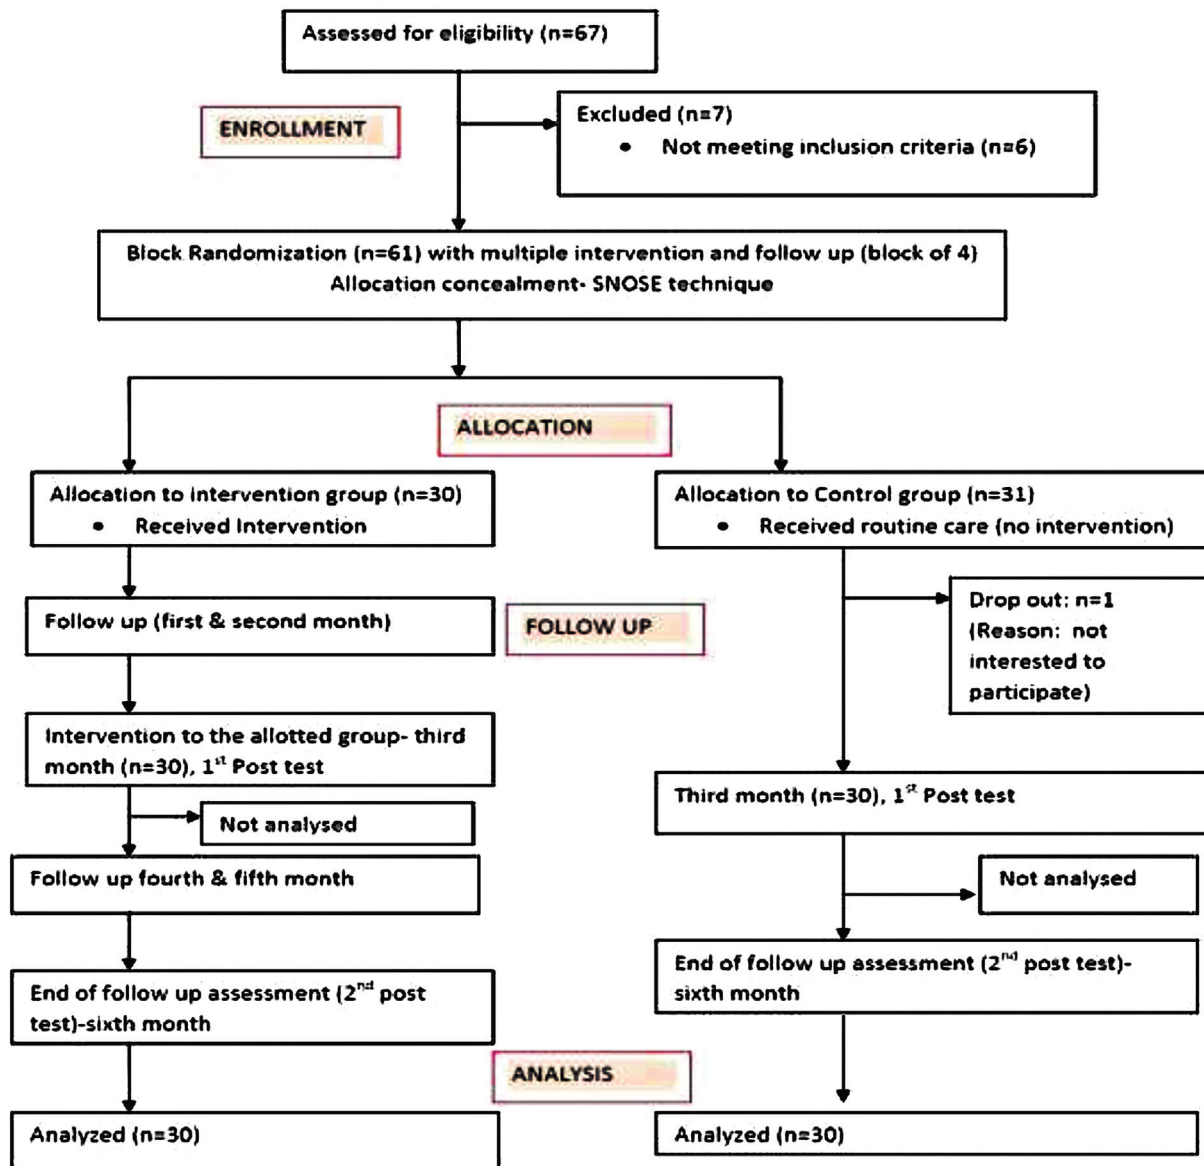 Assessed for eligibility (n=67)
ENROLLMENT
Excluded (n=7)
• Not meeting inclusion criteria (n=6)
Block Randomization (n=61) with multiple intervention and follow up (block of 4)
Allocation concealment- SNOSE technique
ALLOCATION
Allocation to Intervention group (n=30)
• Received Intervention
Allocation to Control group (n=31)
• Received routine care (no intervention)
Follow up (first & second month)
FOLLOW UP
Drop out: n=1
(Reason: not
interested to
participate)
Intervention to the allotted group- third
month (n=30), 1st Post test
Third month (n=30), 1st Post test
Not analysed
Follow up fourth & fifth month
Not analysed
End of follow up assessment (2nd post
test)-sixth month
End of follow up assessment (2nd post test)-
sixth month
ANALYSIS
Analyzed (n=30)
Analyzed (n=30)